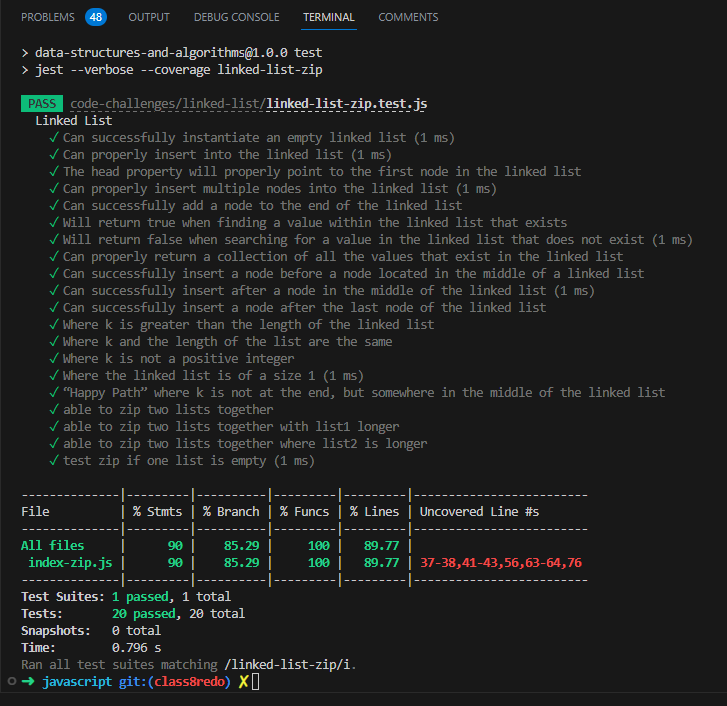 PROBLEMS 48 OUTPUT DEBUG CONSOLE TERMINAL COMMENTS
> data-structures-and-algorithms@1.0.0 test
> jest --verbose --coverage linked-list-zip
PASS code-challenges/linked-list/linked-list-zip.test.js
Linked List
✓ Can successfully instantiate an empty linked list (1 ms)
✓ Can properly insert into the linked list (1 ms)
✓ The head property will properly point to the first node in the linked list
✓ Can properly insert multiple nodes into the linked list (1 ms)
✓ Can successfully add a node to the end of the linked list
✓ Will return true when finding a value within the linked list that exists
✓ Will return false when searching for a value in the linked list that does not exist (1 ms)
✓ Can properly return a collection of all the values that exist in the linked list
✓ Can successfully insert a node before a node located in the middle of a linked list
✓ Can successfully insert after a node in the middle of the linked list (1 ms)
✓ Can successfully insert a node after the last node of the linked list
✓ Where k is greater than the length of the linked list
✓ Where k and the length of the list are the same
✓ Where k is not a positive integer
✓ Where the linked list is of a size 1 (1 ms)
✓ “Happy Path” where k is not at the end, but somewhere in the middle of the linked list
✓ able to zip two lists together
✓ able to zip two lists together with list1 longer
✓ able to zip two lists together where list2 is longer
✓ test zip if one list is empty (1 ms)
--------------|---------|----------|---------|---------|-------------------------
File | % Stmts | % Branch | % Funcs | % Lines | Uncovered Line #s
--------------|---------|----------|---------|---------|-------------------------
All files | 90 | 85.29 | 100 | 89.77 |
index-zip.js | 90 | 85.29 | 100 | 89.77 | 37-38,41-43,56,63-64,76
--------------|---------|----------|---------|---------|-------------------------
Test Suites: 1 passed, 1 total
Tests: 20 passed, 20 total
Snapshots: 0 total
Time: 0.796 s
Ran all test suites matching /linked-list-zip/i.
➜ javascript git:(class8redo) ✗